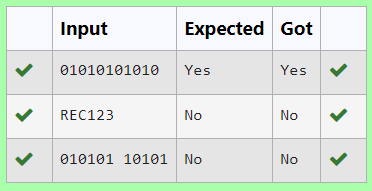 Input Expected Got
01010101010 Yes Yes
REC123 No No
010101 10101 No No